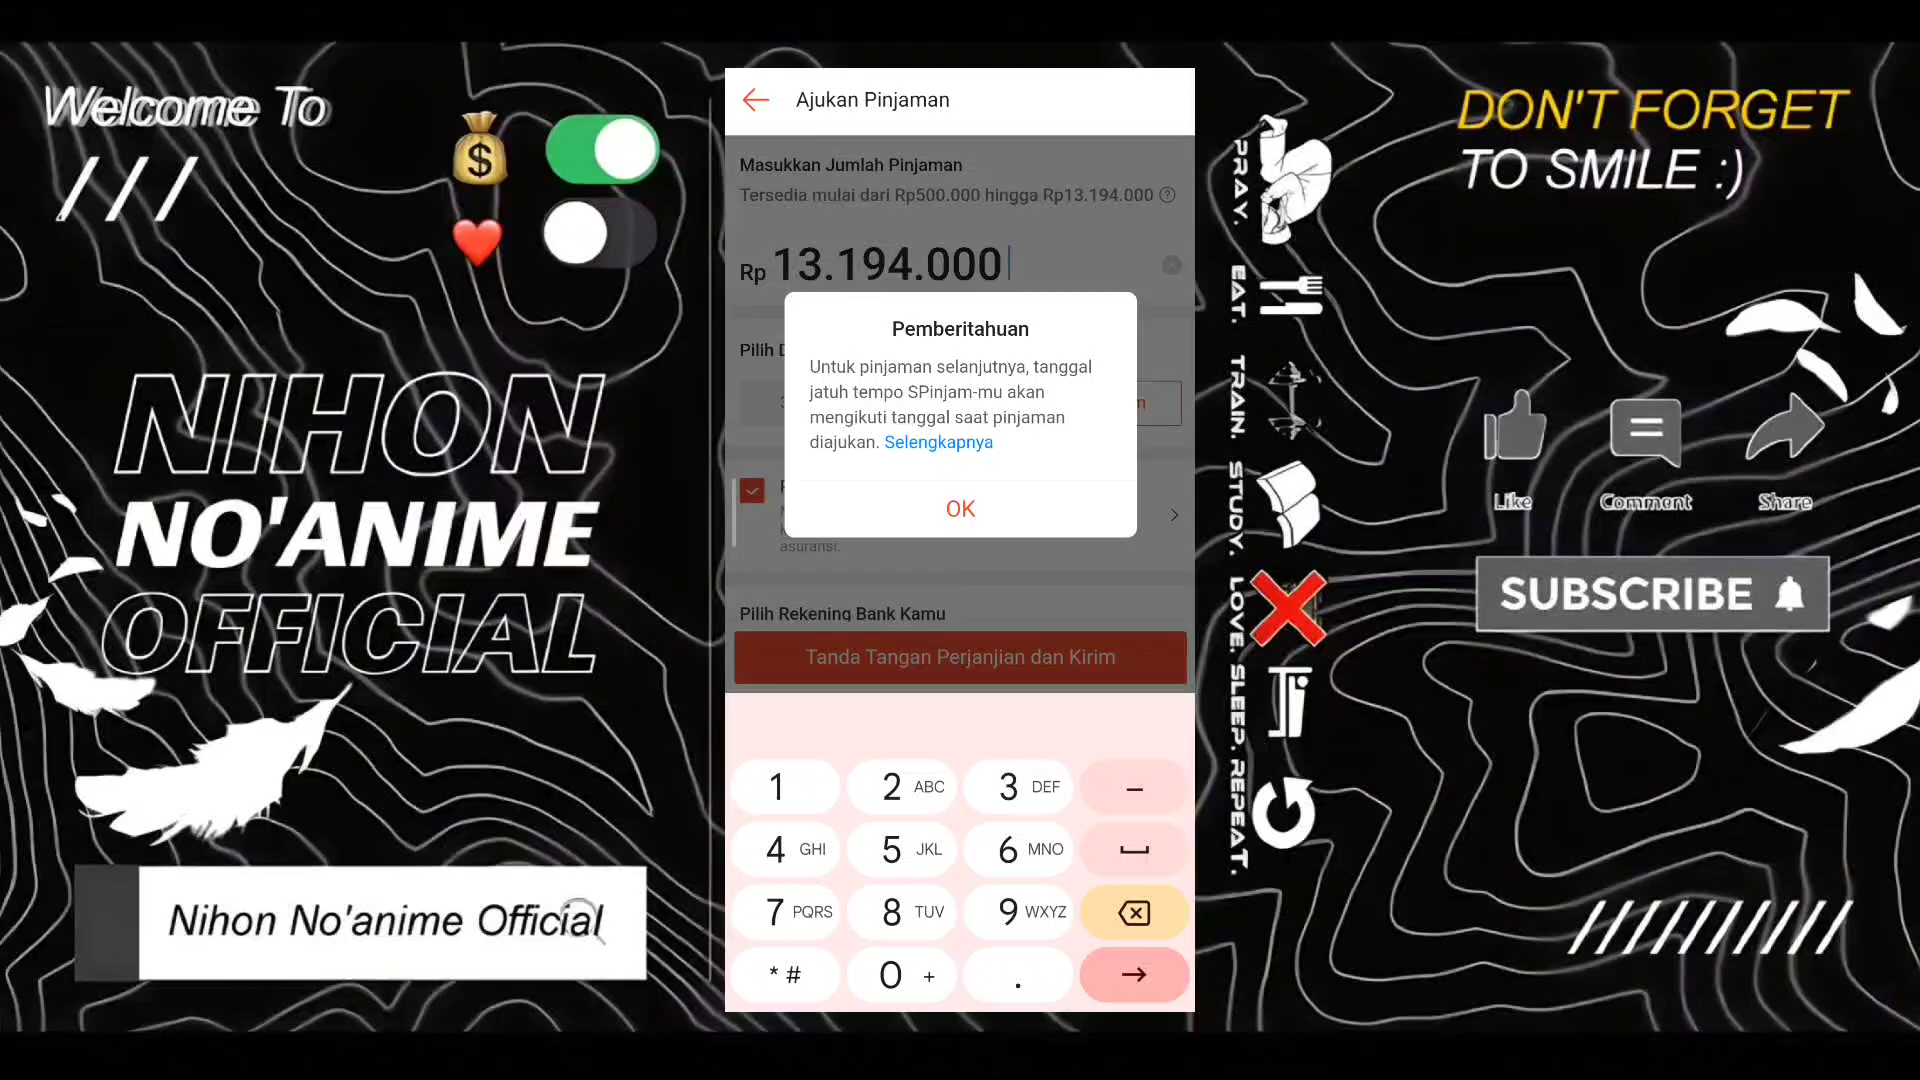 Welcome To
NIHON
NO'ANIME
OFFICIAL
Nihon No'anime Official
Ajukan Pinjaman
Masukkan Jumlah Pinjaman
Tersedia mulai dari Rp500.000 hingga Rp13.194.000
Rp 13.194.000
Pilih
Pemberitahuan
Untuk pinjaman selanjutnya, tanggal
jatuh tempo SPinjam-mu akan
mengikuti tanggal saat pinjaman
diajukan. Selengkapnya
OK
asuransi.
Pilih Rekening Bank Kamu
Tanda Tangan Perjanjian dan Kirim
1 2 ABC 3 DEF –
4 GHI 5 JKL 6 MNO
7 PQRS 8 TUV 9 WXYZ
* # 0 + . →
PRAY.
EAT.
TRAIN.
STUDY.
LOVE.
SLEEP.
REPEAT.
DON'T FORGET
TO SMILE :)
Like Comment Share
SUBSCRIBE